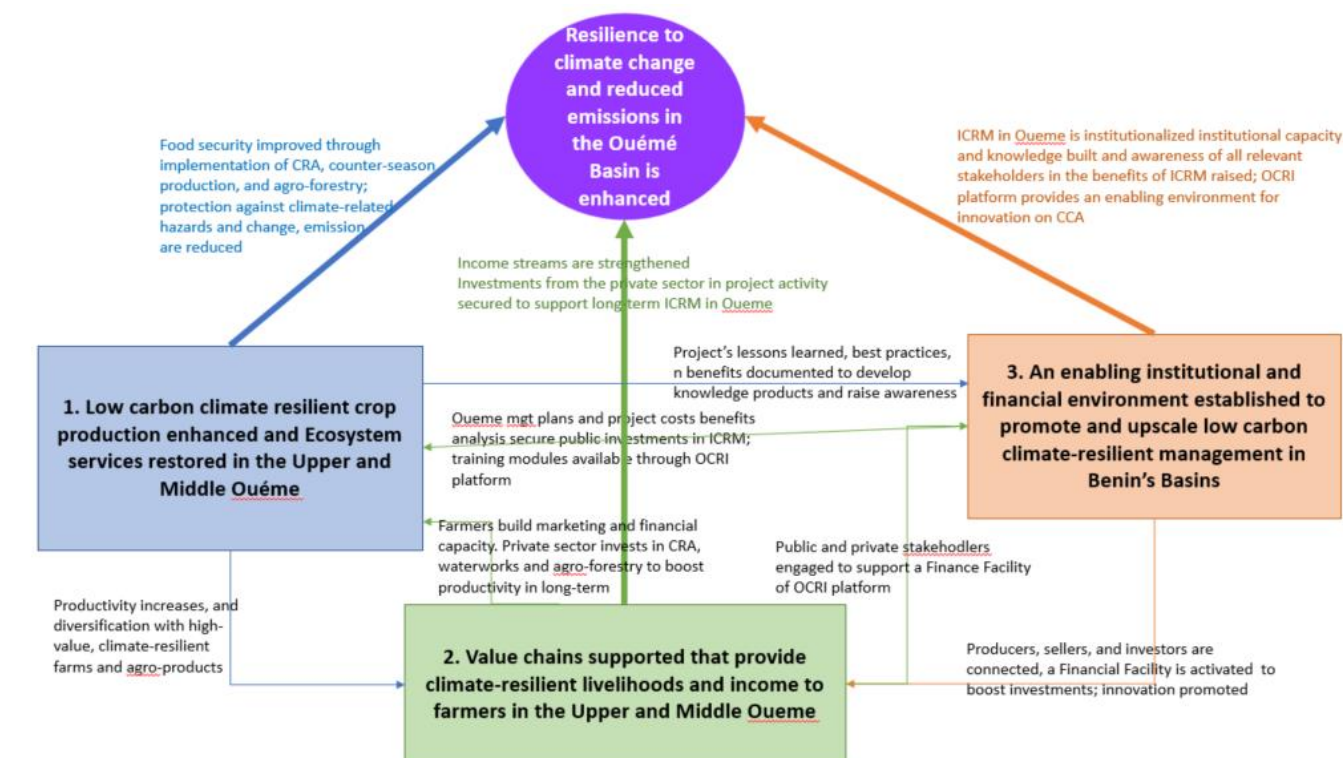 Resilience to
climate change
and reduced
emissions in
the Ouémé
Basin is
enhanced
Food security improved through
implementation of CRA, counter-season
production, and agro-forestry;
protection against climate-related
hazards and change, emission
are reduced
ICRM in Oueme is institutionalized institutional capacity
and knowledge built and awareness of all relevant
stakeholders in the benefits of ICRM raised; OCRI
platform provides an enabling environment for
innovation on CCA
Income streams are strengthened
Investments from the private sector in project activity
secured to support long-term ICRM in Oueme
1. Low carbon climate resilient crop
production enhanced and Ecosystem
services restored in the Upper and
Middle Ouéme
Project's lessons learned, best practices,
n benefits documented to develop
knowledge products and raise awareness
3. An enabling institutional and
financial environment established to
promote and upscale low carbon
climate-resilient management in
Benin's Basins
Oueme mgt plans and project costs benefits
analysis secure public investments in ICRM;
training modules available through OCRI
platform
Farmers build marketing and financial
capacity. Private sector invests in CRA,
waterworks and agro-forestry to boost
productivity in long-term
Public and private stakehodlers
engaged to support a Finance Facility
of OCRI platform
Productivity increases, and
diversification with high-
value, climate-resilient
farms and agro-products
2. Value chains supported that provide
climate-resilient livelihoods and income to
farmers in the Upper and Middle Oueme
Producers, sellers, and investors are
connected, a Financial Facility is activated to
boost investments; innovation promoted